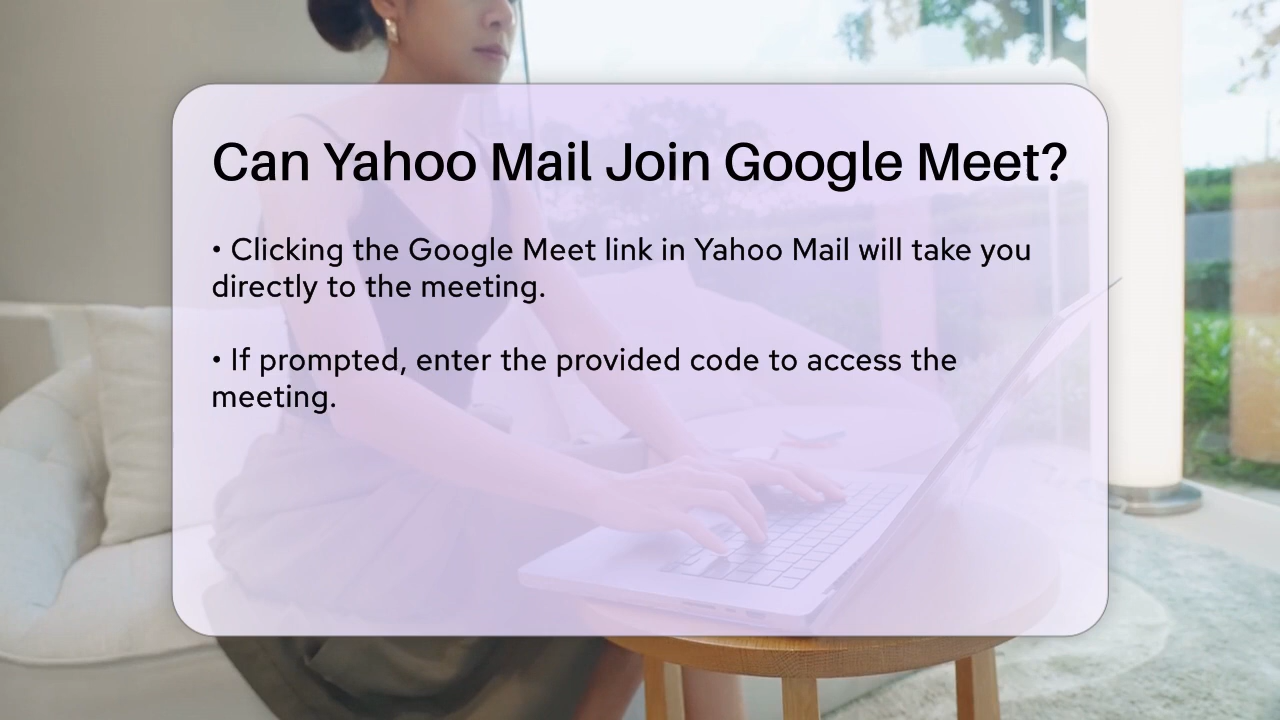 Can Yahoo Mail Join Google Meet?
• Clicking the Google Meet link in Yahoo Mail will take you
directly to the meeting.
• If prompted, enter the provided code to access the
meeting.